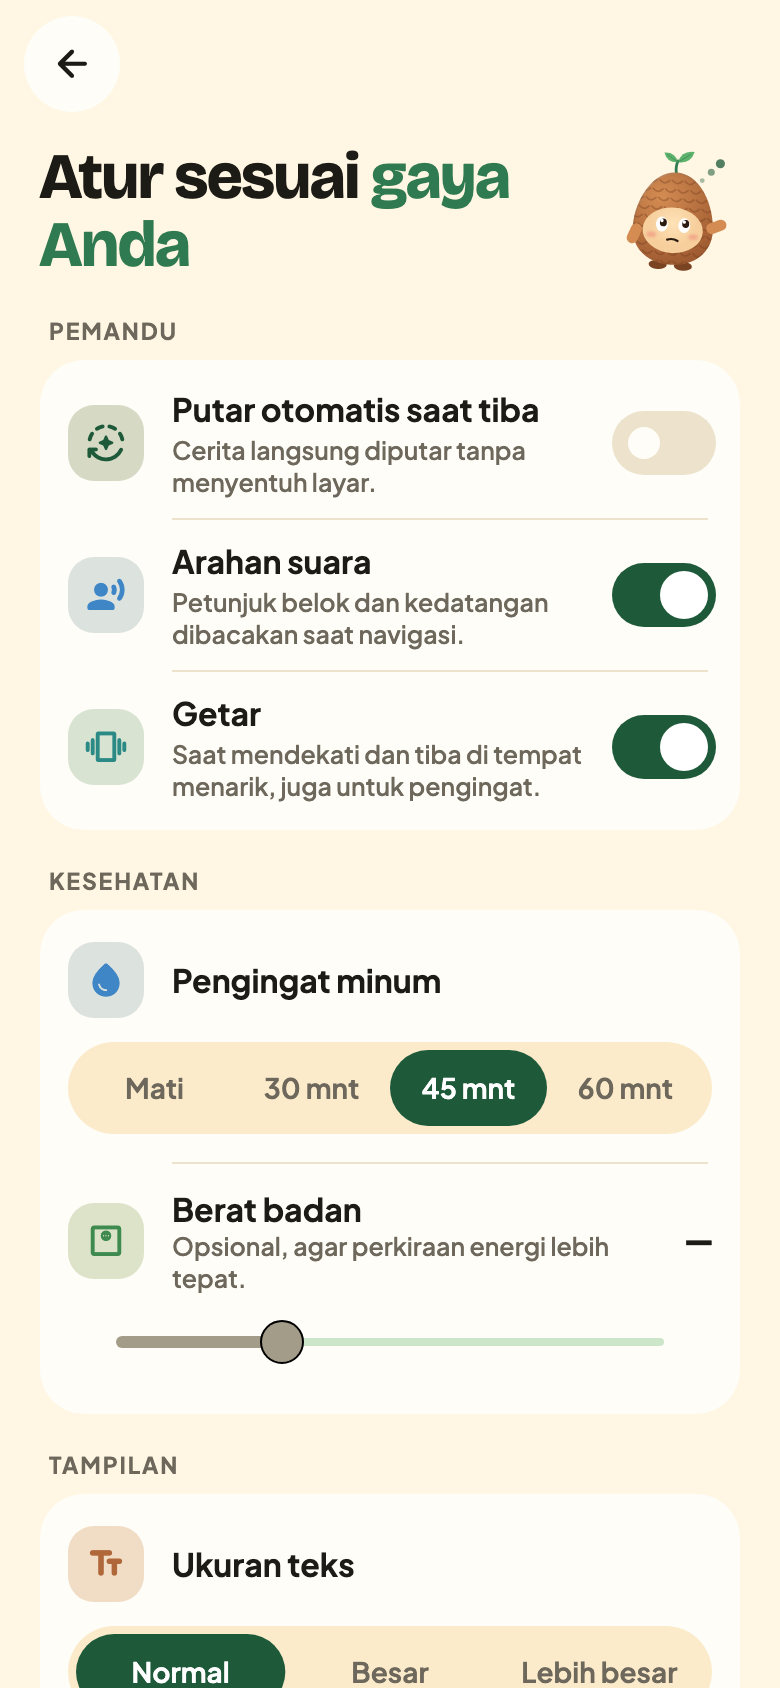 Atur sesuai gaya
Anda
PEMANDU
Putar otomatis saat tiba
Cerita langsung diputar tanpa
menyentuh layar.
Arahan suara
Petunjuk belok dan kedatangan
dibacakan saat navigasi.
Getar
Saat mendekati dan tiba di tempat
menarik, juga untuk pengingat.
KESEHATAN
Pengingat minum
Mati 30 mnt 45 mnt 60 mnt
Berat badan
Opsional, agar perkiraan energi lebih
tepat.
–
TAMPILAN
Ukuran teks
Normal Besar Lebih besar